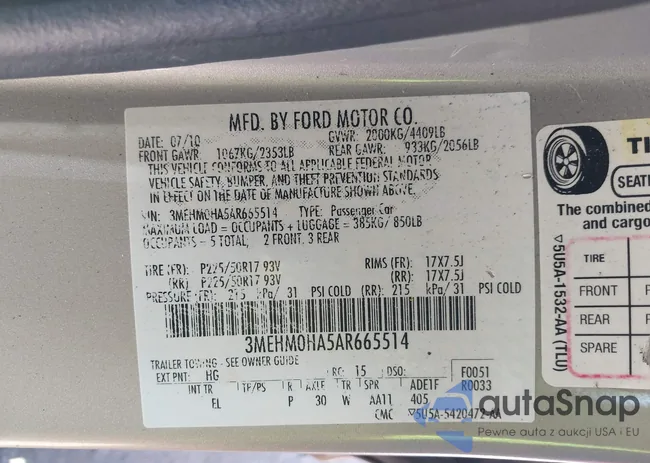 MFD. BY FORD MOTOR CO.
DATE: 07/10 GVWR: 2000KG/4409LB
FRONT GAWR: 1067KG/2353LB REAR GAWR: 933KG/2056LB
THIS VEHICLE CONFORMS TO ALL APPLICABLE FEDERAL MOTOR
VEHICLE SAFETY, BUMPER, AND THEFT PREVENTION STANDARDS
IN EFFECT ON THE DATE OF MANUFACTURE SHOWN ABOVE.
VIN: 3MEHM0HA5AR665514 TYPE: Passenger Car
MAXIMUM LOAD = OCCUPANTS + LUGGAGE = 385KG/ 850LB
OCCUPANTS = 5 TOTAL, 2 FRONT, 3 REAR
TIRE (FR): P225/50R17 93V RIMS (FR): 17X7.5J
(RR): P225/50R17 93V (RR): 17X7.5J
PRESSURE (FR): 215 kPa/ 31 PSI COLD (RR): 215 kPa/ 31 PSI COLD
3MEHM0HA5AR665514
TRAILER TOWING - SEE OWNER GUIDE
EXT PNT: HG RC: 15 DSO: F0051
R0033
INT TR TP/PS R AXLE TR SPR ADE1F
EL P 30 W AA11 405
CMC 5U5A-5420472-AA
5U5A-1532-AA (TLU)
SEATI
The combined
and cargo
TIRE
FRONT
REAR
SPARE
autaSnap
Pewne auta z aukcji USA i EU